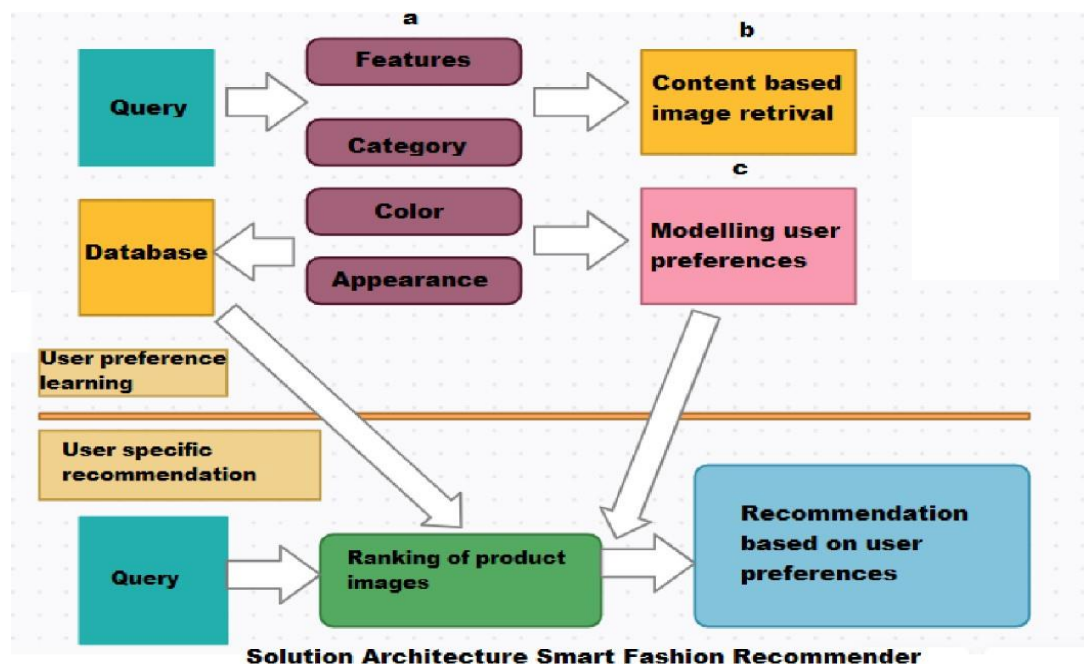 a
Features
b
Query
Content based
image retrival
Category
c
Color
Database
Modelling user
preferences
Appearance
User preference
learning
User specific
recommendation
Query
Ranking of product
images
Recommendation
based on user
preferences
Solution Architecture Smart Fashion Recommender